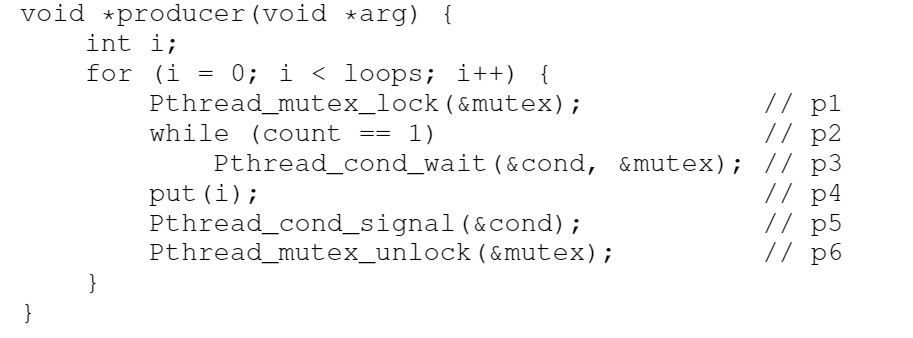 void *producer(void *arg) {
    int i;
    for (i = 0; i < loops; i++) {
        Pthread_mutex_lock(&mutex);           // p1
        while (count == 1)                    // p2
            Pthread_cond_wait(&cond, &mutex); // p3
        put(i);                               // p4
        Pthread_cond_signal(&cond);           // p5
        Pthread_mutex_unlock(&mutex);         // p6
    }
}